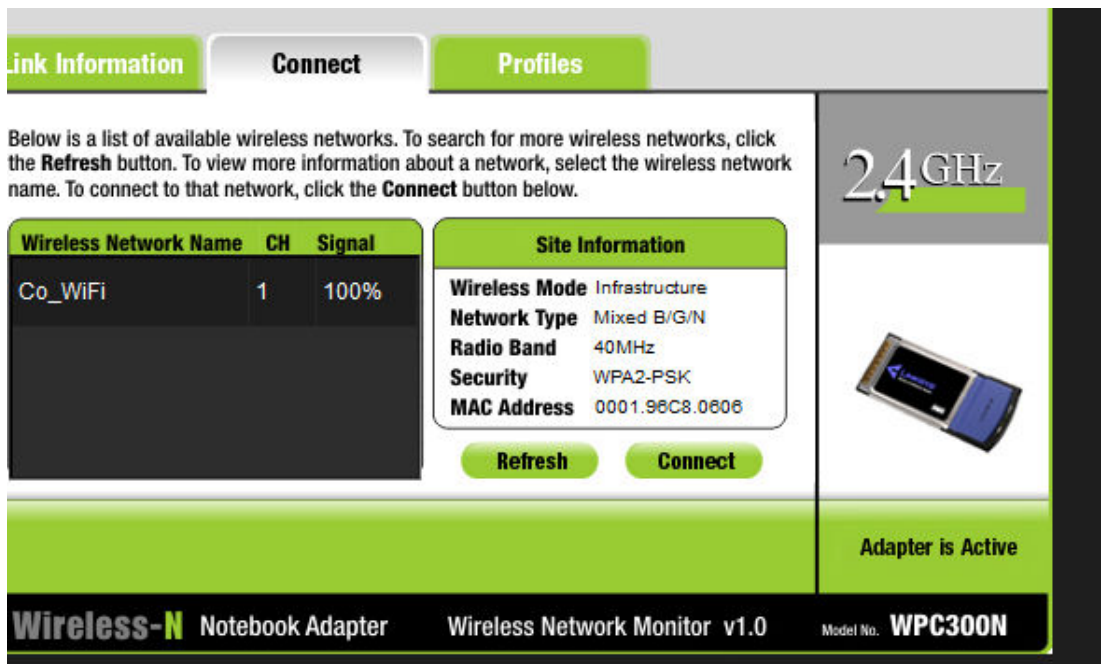 Link Information Connect Profiles
Below is a list of available wireless networks. To search for more wireless networks, click
the Refresh button. To view more information about a network, select the wireless network
name. To connect to that network, click the Connect button below.
2.4GHz
Wireless Network Name CH Signal
Co_WiFi 1 100%
Site Information
Wireless Mode Infrastructure
Network Type Mixed B/G/N
Radio Band 40MHz
Security WPA2-PSK
MAC Address 0001.96C8.0606
LINKSYS
Refresh Connect
Adapter is Active
Wireless-N Notebook Adapter Wireless Network Monitor v1.0 Model No. WPC300N